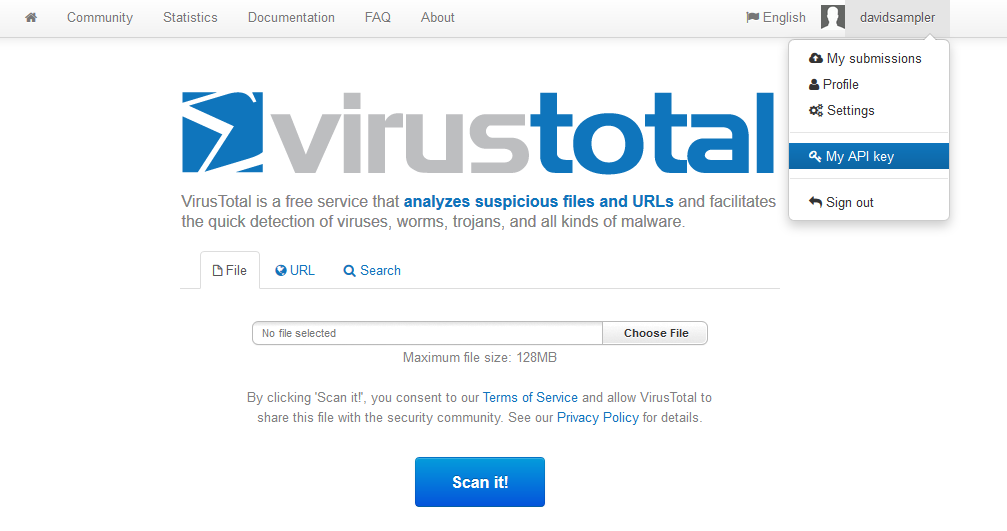 Community Statistics Documentation FAQ About English davidsampler
My submissions
Profile
Settings
My API key
Sign out
virustotal
VirusTotal is a free service that analyzes suspicious files and URLs and facilitates
the quick detection of viruses, worms, trojans, and all kinds of malware.
File URL Search
No file selected Choose File
Maximum file size: 128MB
By clicking 'Scan it!', you consent to our Terms of Service and allow VirusTotal to
share this file with the security community. See our Privacy Policy for details.
Scan it!